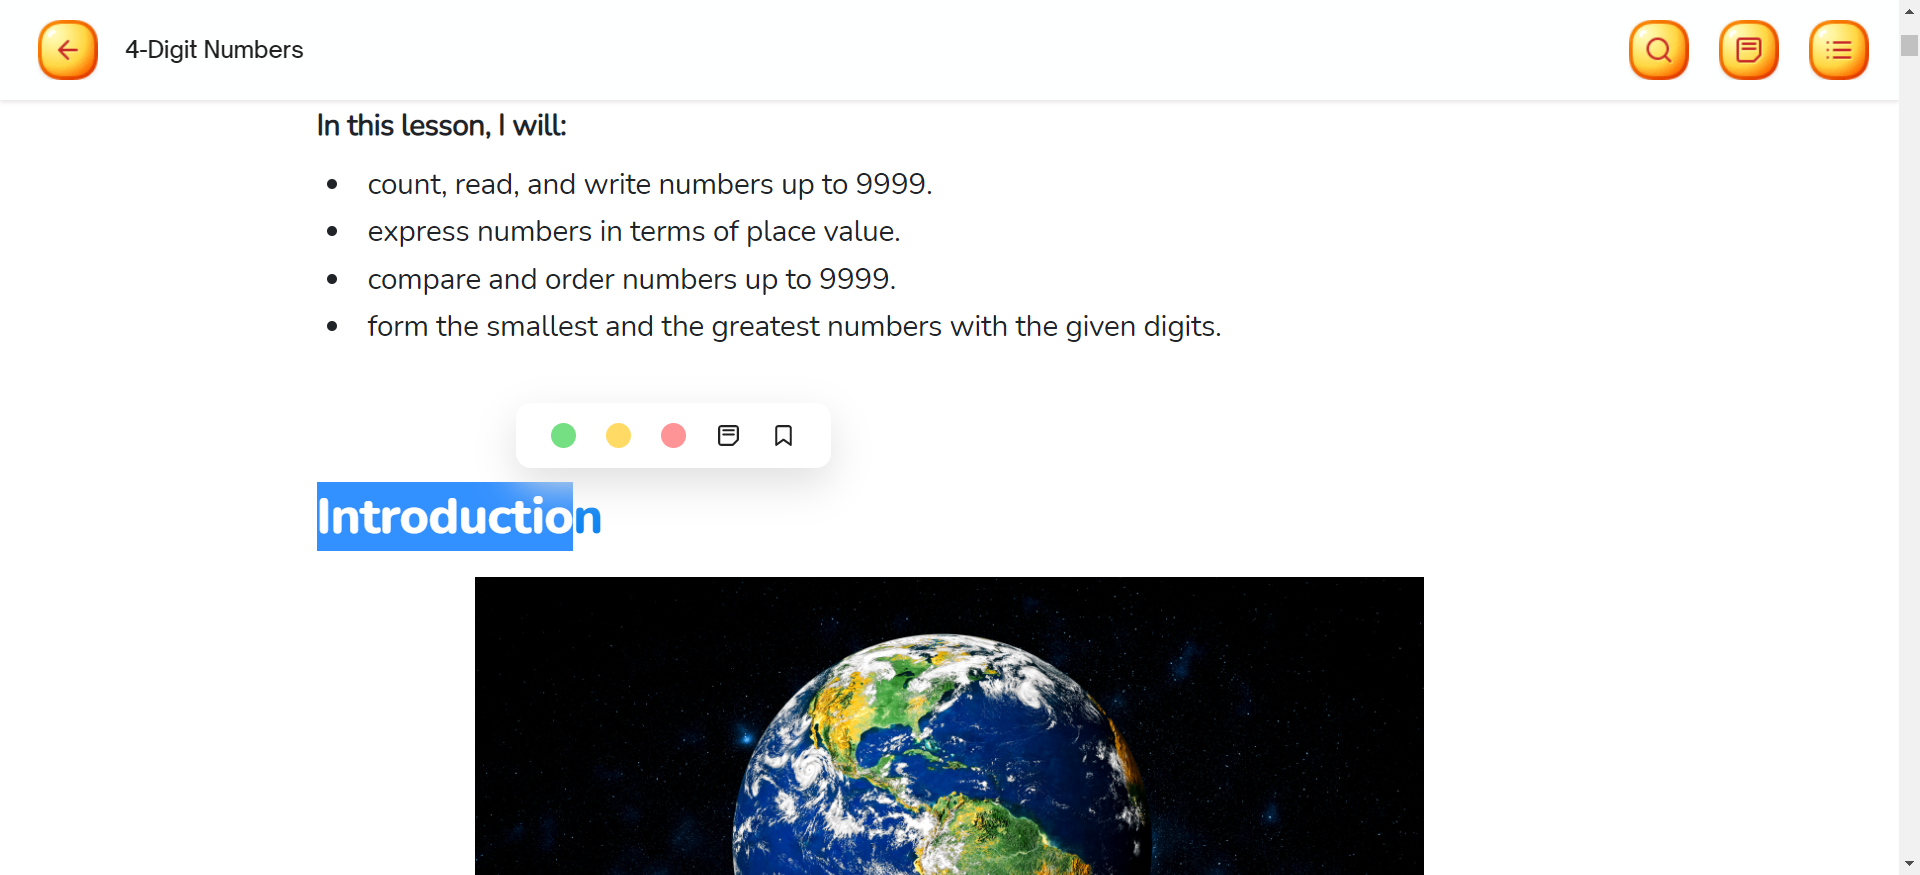 4-Digit Numbers
In this lesson, I will:
count, read, and write numbers up to 9999.
express numbers in terms of place value.
compare and order numbers up to 9999.
form the smallest and the greatest numbers with the given digits.
Introduction